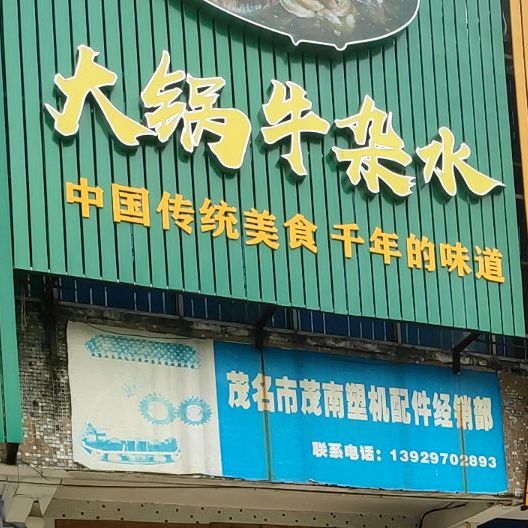 大锅牛杂水
中国传统美食 千年的味道
茂名市茂南塑机配件经销部
联系电话：13929702893